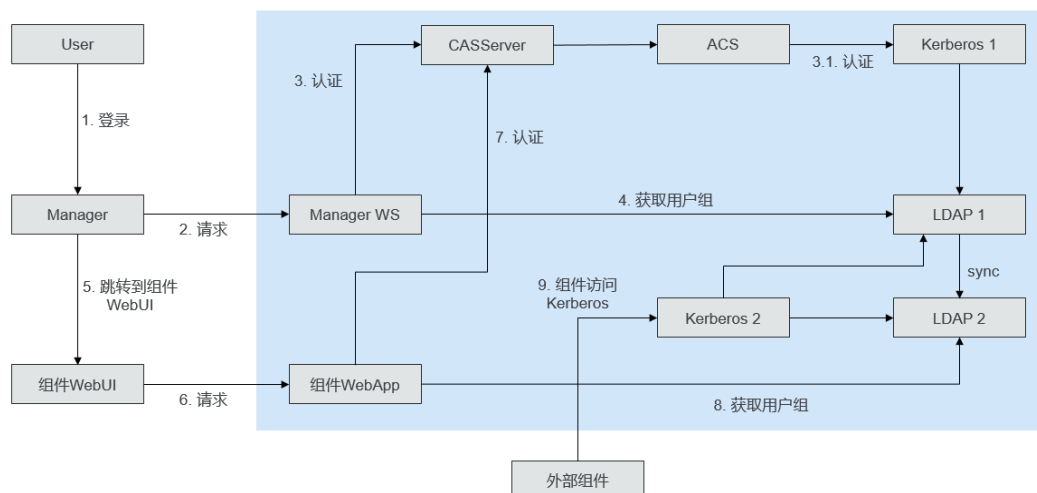 User
CASServer
ACS
Kerberos 1
3. 认证
3.1. 认证
1. 登录
7. 认证
Manager
2. 请求
Manager WS
4. 获取用户组
LDAP 1
5. 跳转到组件
WebUI
9. 组件访问
Kerberos
sync
Kerberos 2
LDAP 2
组件WebUI
6. 请求
组件WebApp
8. 获取用户组
外部组件